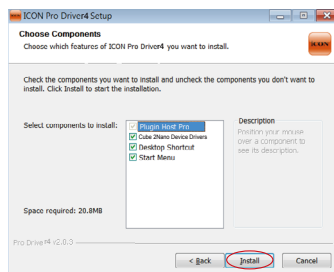 ICON Pro Driver4 Setup
Choose Components
Choose which features of ICON Pro Driver4 you want to install.
ICON
Check the components you want to install and uncheck the components you don't want to
install. Click Install to start the installation.
Select components to install:
Plugin Host Pro
Cube 2Nano Device Drivers
Desktop Shortcut
Start Menu
Description
Position your mouse
over a component to
see its description.
Space required: 20.8MB
Pro Driver4 v2.0.3
< Back
Install
Cancel